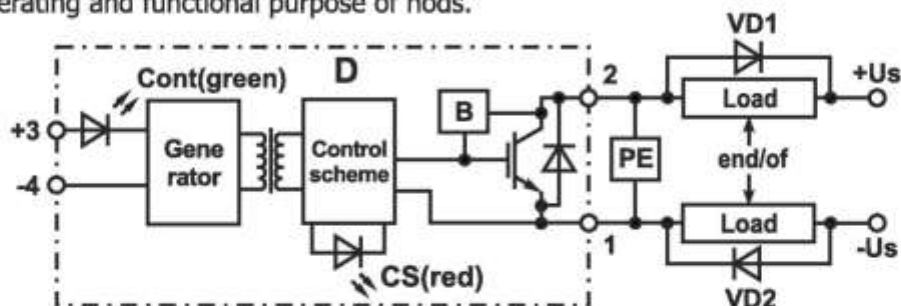 erating and functional purpose of nods.
VD1
Cont(green)
D
2
+Us
Load
B
+3
Gene
rator
Control
scheme
PE
end/of
-4
Load
1
-Us
CS(red)
VD2